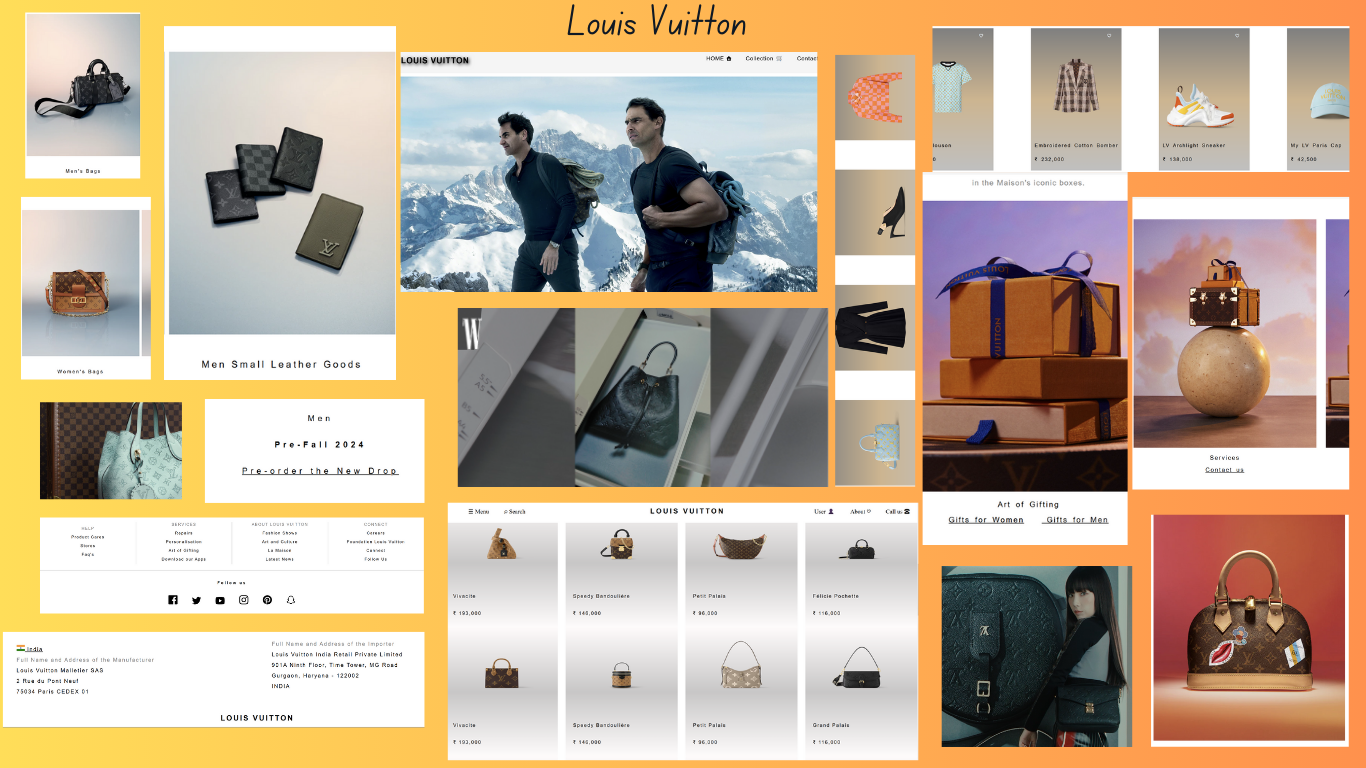 Louis Vuitton
Men's Bags
Women's Bags
Men Small Leather Goods
LOUIS VUITTON
HOME
Collection
Contac
louson
0
Embroidered Cotton Bomber
₹ 232,000
LV Archlight Sneaker
₹ 138,000
My LV Paris Cap
₹ 42,500
in the Maison's iconic boxes.
LOUIS VUITTON
VUITTON
Art of Gifting
Gifts for Women
Gifts for Men
Services
Contact us
Men
Pre-Fall 2024
Pre-order the New Drop
W
HELP
Product Cares
Stores
Faq's
SERVICES
Repairs
Personalisation
Art of Gifting
Download our Apps
ABOUT LOUIS VUITTON
Fashion Shows
Art and Culture
La Maison
Latest News
CONNECT
Careers
Foundation Louis Vuitton
Connect
Follow Us
Follow us
India
Full Name and Address of the Manufacturer
Louis Vuitton Malletier SAS
2 Rue du Pont Neuf
75034 Paris CEDEX 01
Full Name and Address of the Importer
Louis Vuitton India Retail Private Limited
901A Ninth Floor, Time Tower, MG Road
Gurgaon, Haryana - 122002
INDIA
LOUIS VUITTON
Menu
Search
LOUIS VUITTON
User
About
Call us
Vivacite
Speedy Bandoulière
Petit Palais
Félicie Pochette
₹ 193,000
₹ 140,000
₹ 96,000
₹ 116,000
Vivacite
Speedy Bandoulière
Petit Palais
Grand Palais
₹ 193,000
₹ 140,000
₹ 96,000
₹ 116,000